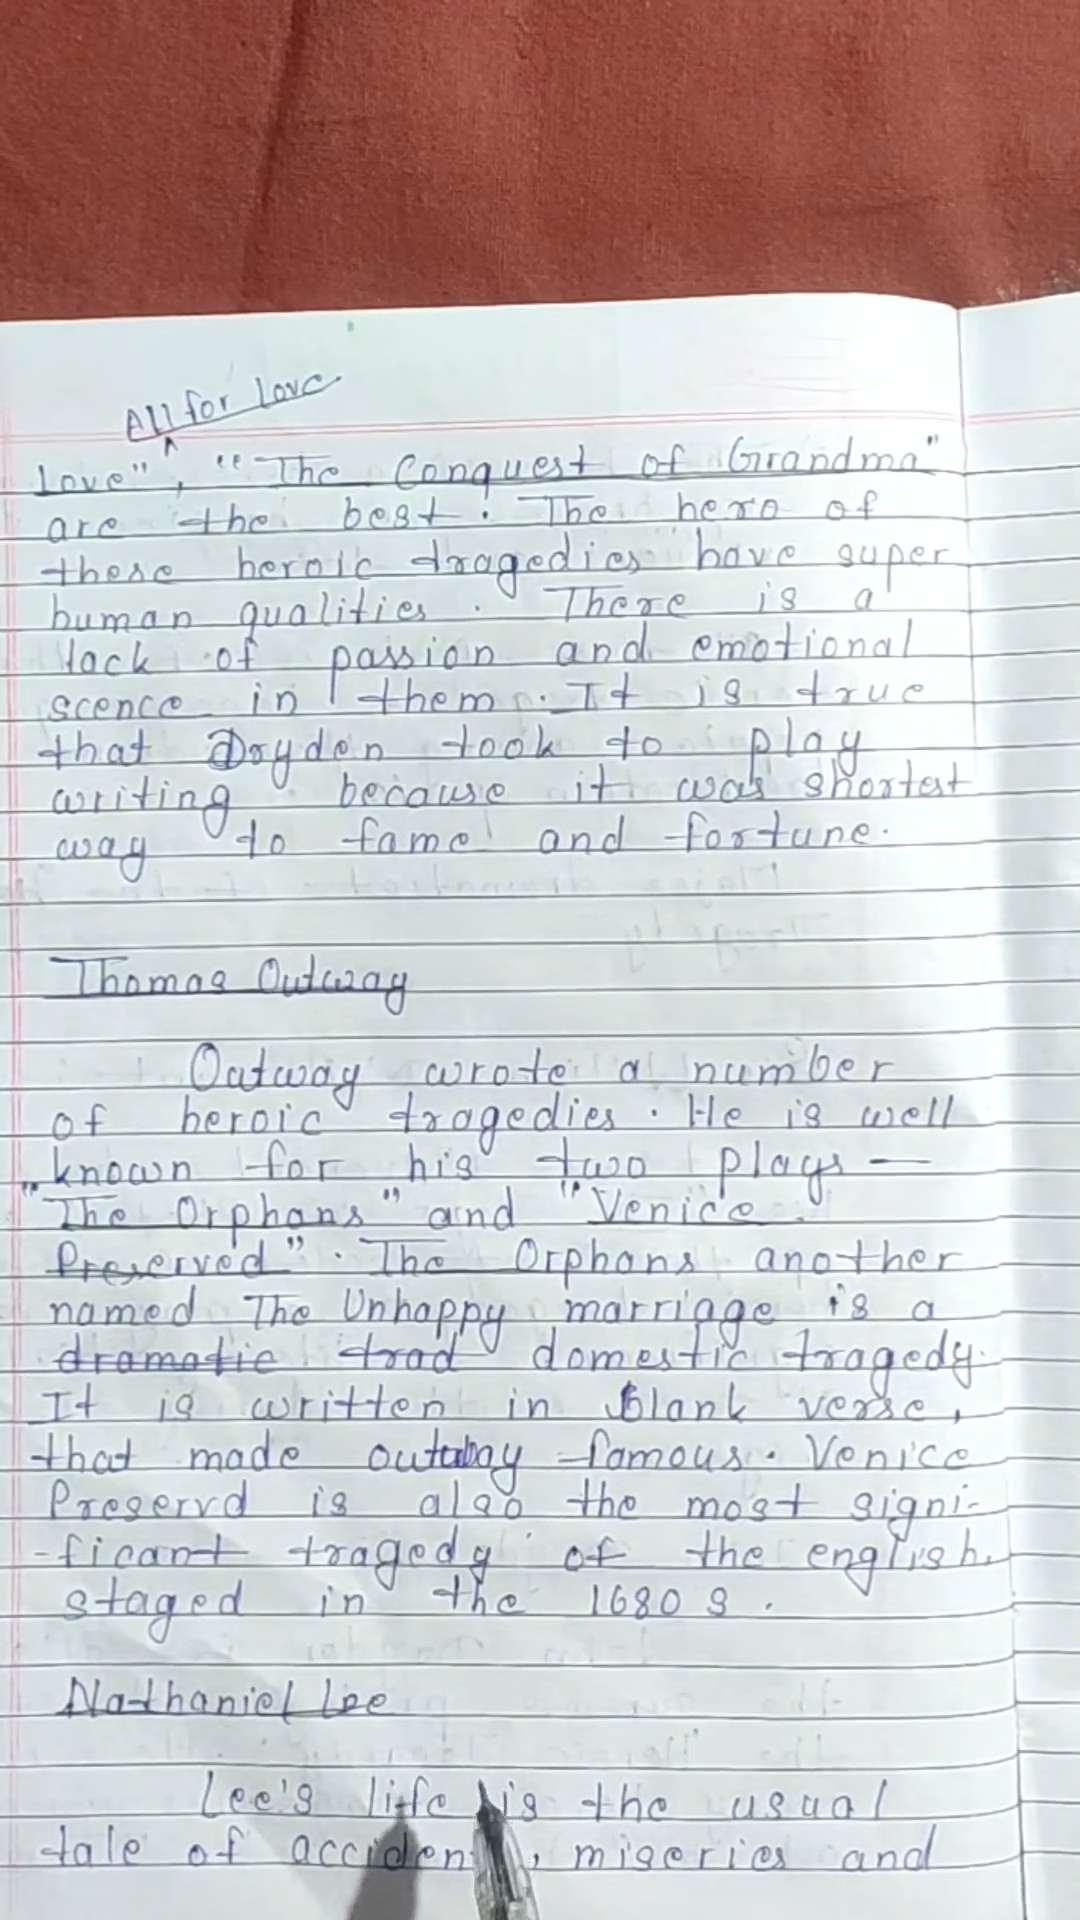 All for Love
Love", "The Conquest of Grandma"
are the best. The hero of
these heroic tragedies have super
human qualities. There is a
lack of passion and emotional
scence in them. It is true
that Dryden took to play
writing because it was shortest
way to fame and fortune.
Thomas Outway
Outway wrote a number
of heroic tragedies. He is well
known for his two plays —
"The Orphans" and "Venice
Preserved". The Orphans another
named The Unhappy marriage is a
dramatic trad domestic tragedy.
It is written in blank verse,
that made outway famous. Venice
Preservd is also the most signi-
-ficant tragedy of the english,
staged in the 1680s.
Nathaniel Lee
Lee's life is the usual
tale of accident, miseries and